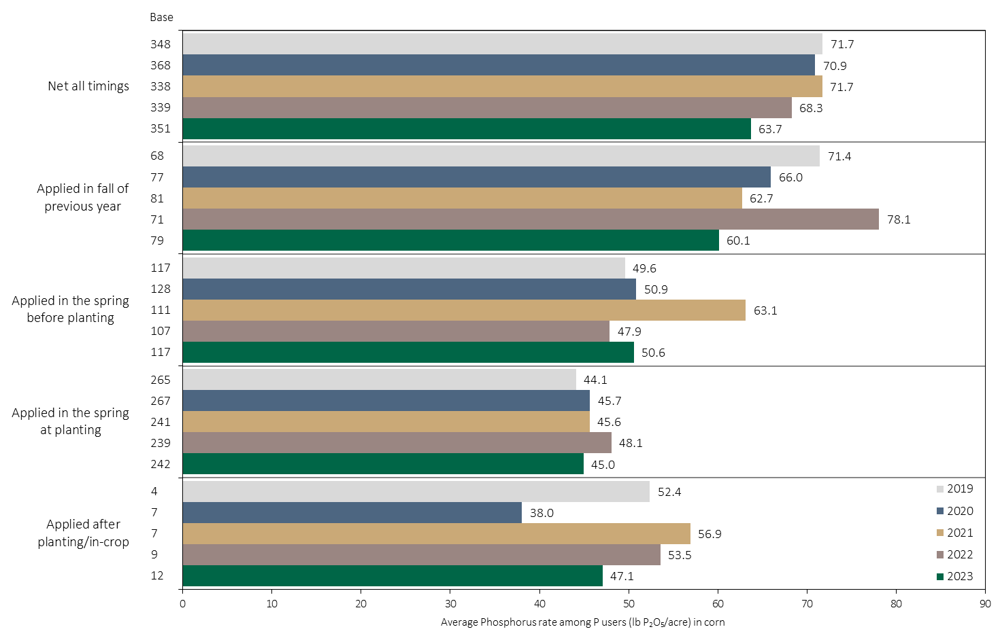 Base
348 71.7
368 70.9
Net all timings 338 71.7
339 68.3
351 63.7
68 71.4
77 66.0
Applied in fall of
previous year
81 62.7
71 78.1
79 60.1
117 49.6
128 50.9
Applied in the spring
before planting
111 63.1
107 47.9
117 50.6
265 44.1
267 45.7
Applied in the spring
at planting
241 45.6
239 48.1
242 45.0
4 52.4
7 38.0
Applied after
planting/in-crop
7 56.9
9 53.5
12 47.1
2019
2020
2021
2022
2023
0 10 20 30 40 50 60 70 80 90
Average Phosphorus rate among P users (lb P₂O₅/acre) in corn